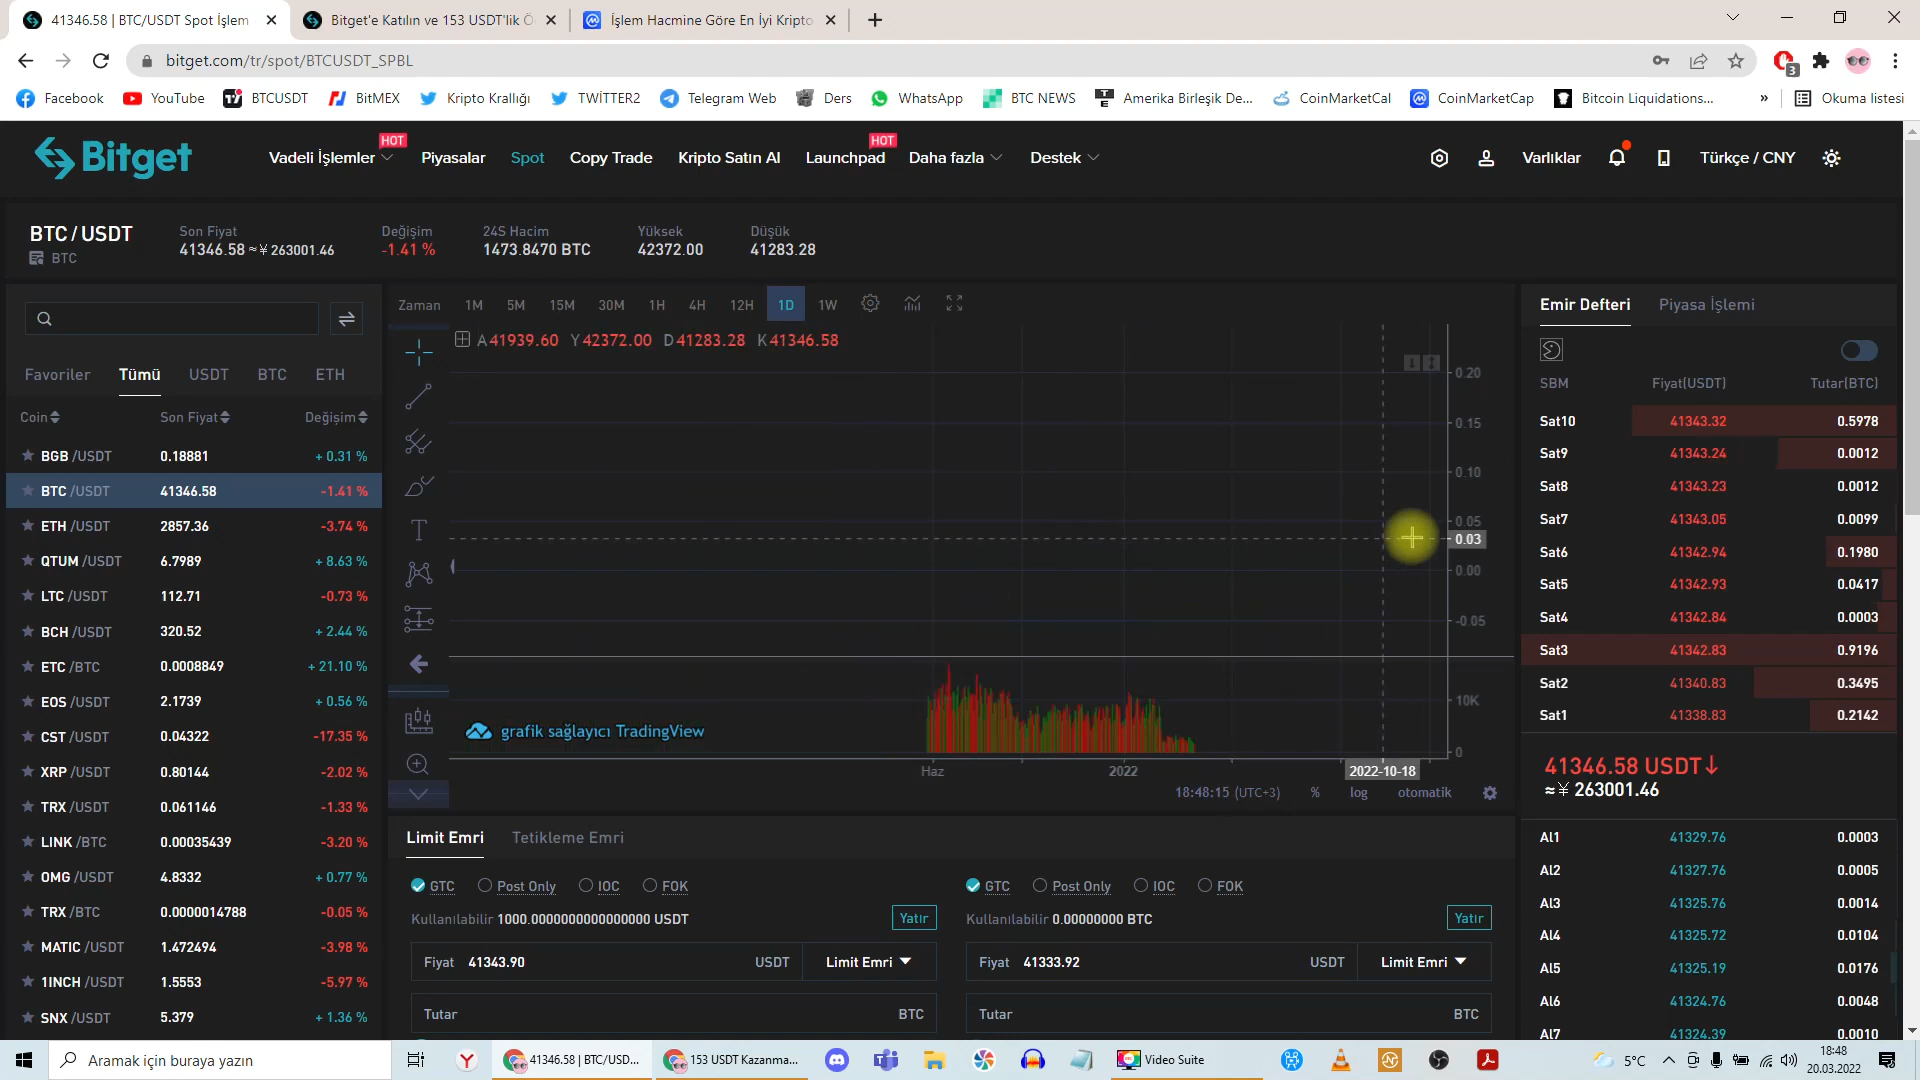 41346.58 | BTC/USDT Spot İşlem
Bitget'e Katılın ve 153 USDT'lik Ö
İşlem Hacmine Göre En İyi Kripto
bitget.com/tr/spot/BTCUSDT_SPBL
3
Facebook YouTube BTCUSDT BitMEX Kripto Krallığı TWİTTER2 Telegram Web Ders WhatsApp BTC NEWS Amerika Birleşik De... CoinMarketCal CoinMarketCap Bitcoin Liquidations... » Okuma listesi
Bitget
Vadeli İşlemler HOT Piyasalar Spot Copy Trade Kripto Satın Al Launchpad HOT Daha fazla Destek Varlıklar Türkçe / CNY
BTC / USDT
BTC
Son Fiyat
41346.58 ≈¥ 263001.46
Değişim
-1.41 %
24S Hacim
1473.8470 BTC
Yüksek
42372.00
Düşük
41283.28
Favoriler Tümü USDT BTC ETH
Coin Son Fiyat Değişim
BGB /USDT 0.18881 + 0.31 %
BTC /USDT 41346.58 -1.41 %
ETH /USDT 2857.36 -3.74 %
QTUM /USDT 6.7989 + 8.63 %
LTC /USDT 112.71 -0.73 %
BCH /USDT 320.52 + 2.44 %
ETC /BTC 0.0008849 + 21.10 %
EOS /USDT 2.1739 + 0.56 %
CST /USDT 0.04322 -17.35 %
XRP /USDT 0.80144 -2.02 %
TRX /USDT 0.061146 -1.33 %
LINK /BTC 0.00035439 -3.20 %
OMG /USDT 4.8332 + 0.77 %
TRX /BTC 0.0000014788 -0.05 %
MATIC /USDT 1.472494 -3.98 %
1INCH /USDT 1.5553 -5.97 %
SNX /USDT 5.379 + 1.36 %
Zaman 1M 5M 15M 30M 1H 4H 12H 1D 1W
A41939.60 Y42372.00 D41283.28 K41346.58
0.20
0.15
0.10
0.05
0.03
0.00
-0.05
10K
0
grafik sağlayıcı TradingView
Haz 2022 2022-10-18
18:48:15 (UTC+3) % log otomatik
Limit Emri Tetikleme Emri
GTC Post Only IOC FOK
Kullanılabilir 1000.0000000000000000 USDT Yatır
Fiyat 41343.90 USDT Limit Emri
Tutar BTC
GTC Post Only IOC FOK
Kullanılabilir 0.00000000 BTC Yatır
Fiyat 41333.92 USDT Limit Emri
Tutar BTC
Emir Defteri Piyasa İşlemi
SBM Fiyat(USDT) Tutar(BTC)
Sat10 41343.32 0.5978
Sat9 41343.24 0.0012
Sat8 41343.23 0.0012
Sat7 41343.05 0.0099
Sat6 41342.94 0.1980
Sat5 41342.93 0.0417
Sat4 41342.84 0.0003
Sat3 41342.83 0.9196
Sat2 41340.83 0.3495
Sat1 41338.83 0.2142
41346.58 USDT↓
≈¥ 263001.46
Al1 41329.76 0.0003
Al2 41327.76 0.0005
Al3 41325.76 0.0014
Al4 41325.72 0.0104
Al5 41325.19 0.0176
Al6 41324.76 0.0048
Al7 41324.39 0.0010
Aramak için buraya yazın
41346.58 | BTC/USD...
153 USDT Kazanma...
Video Suite
5°C
18:48
20.03.2022